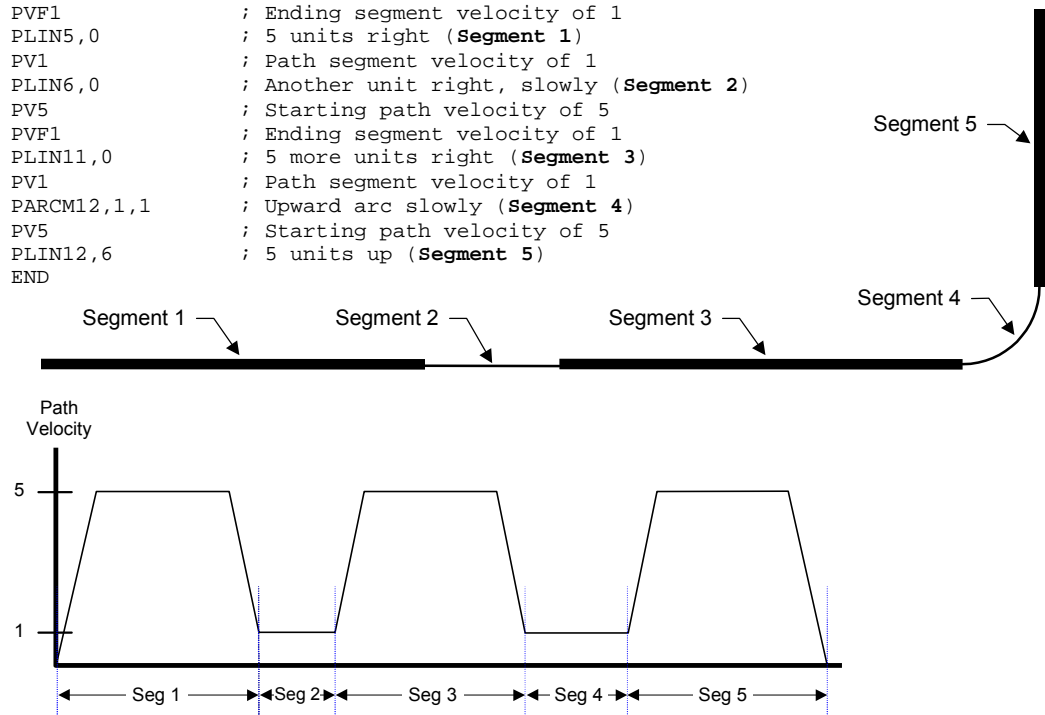 PVF1 ; Ending segment velocity of 1
PLIN5,0 ; 5 units right (Segment 1)
PV1 ; Path segment velocity of 1
PLIN6,0 ; Another unit right, slowly (Segment 2)
PV5 ; Starting path velocity of 5
PVF1 ; Ending segment velocity of 1
PLIN11,0 ; 5 more units right (Segment 3)
PV1 ; Path segment velocity of 1
PARCM12,1,1 ; Upward arc slowly (Segment 4)
PV5 ; Starting path velocity of 5
PLIN12,6 ; 5 units up (Segment 5)
END
Segment 5
Segment 4
Segment 1
Segment 2
Segment 3
Path
Velocity
5
1
Seg 1
Seg 2
Seg 3
Seg 4
Seg 5